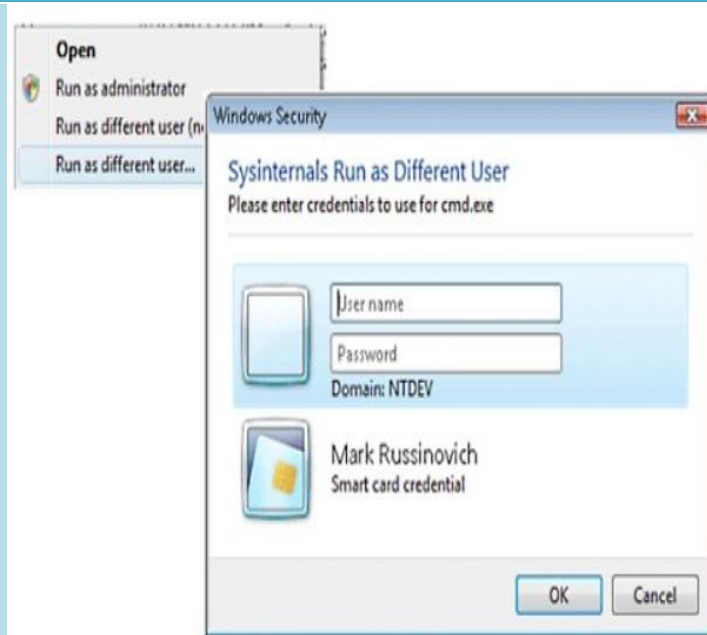 Open
Run as administrator
Run as different user (n
Run as different user...
Windows Security
Sysinternals Run as Different User
Please enter credentials to use for cmd.exe
User name
Password
Domain: NTDEV
Mark Russinovich
Smart card credential
OK Cancel